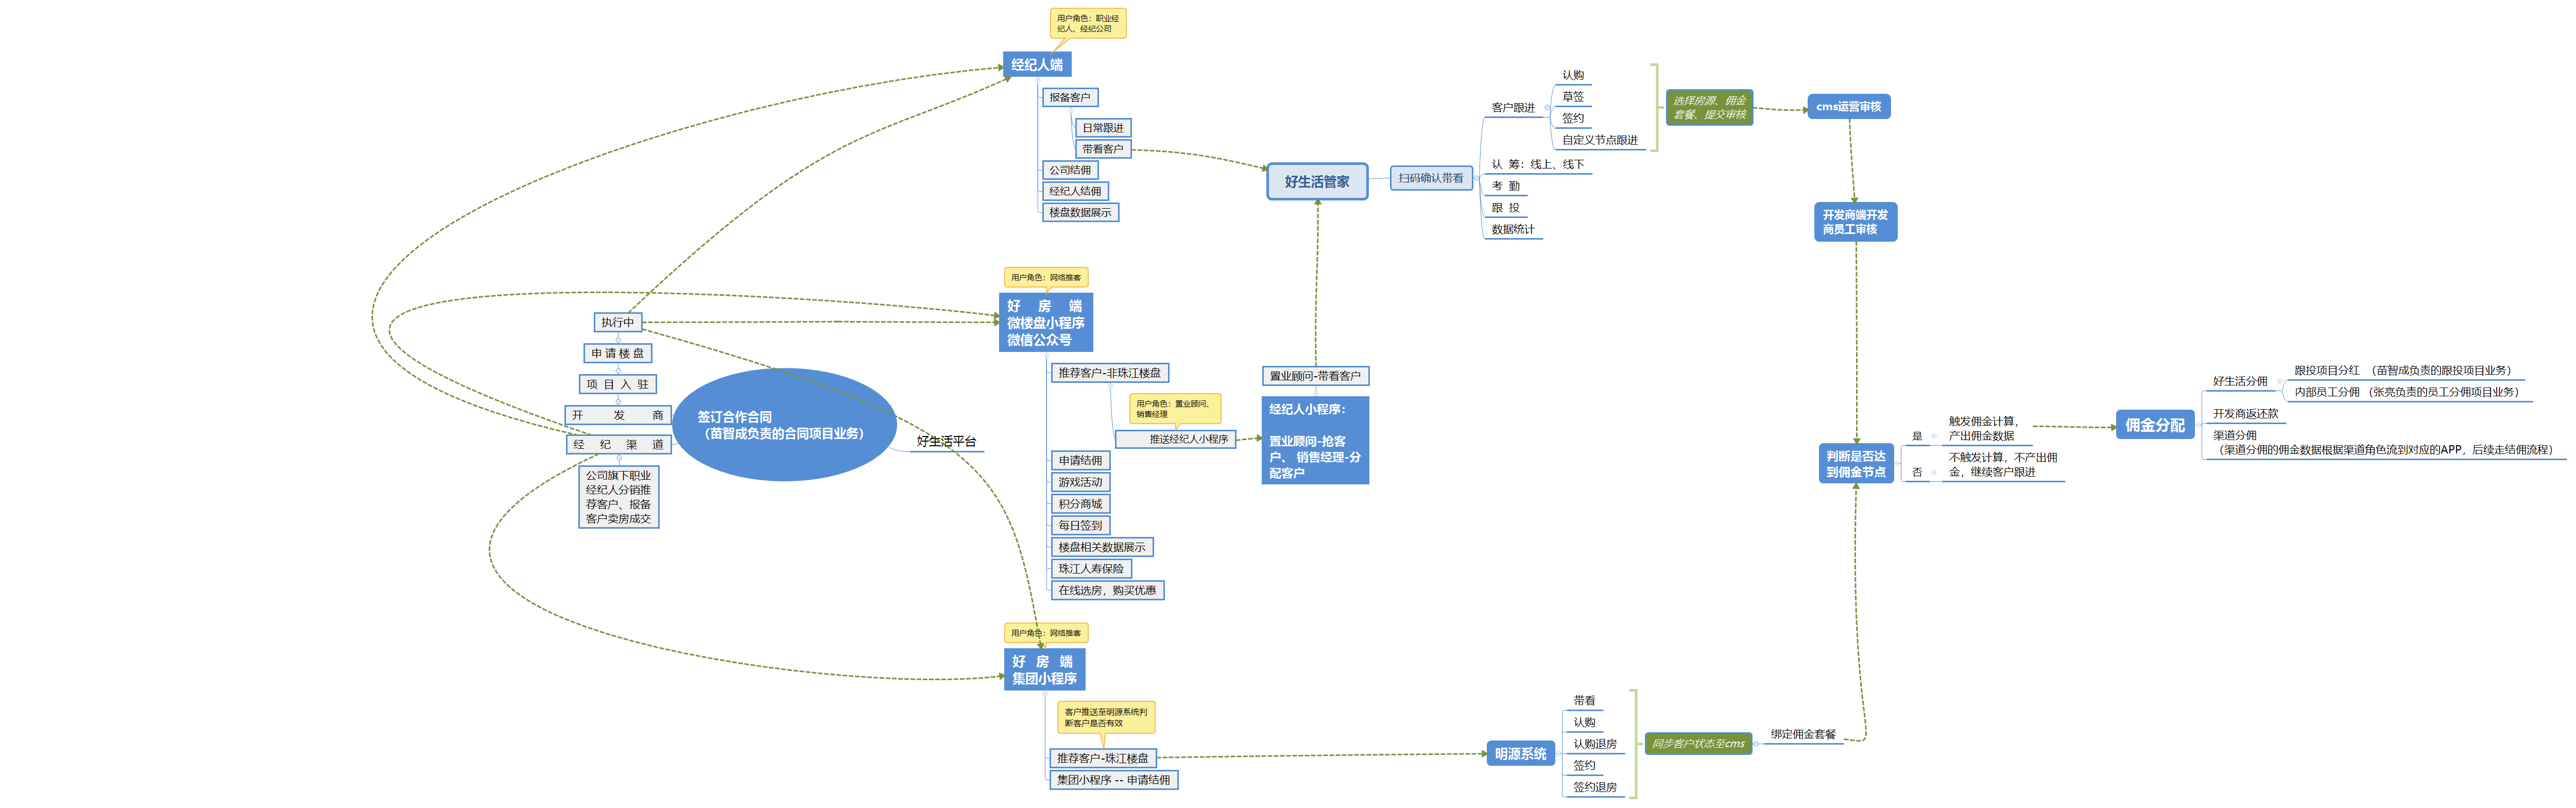 用户角色：职业经
纪人、经纪公司
经纪人端
报备客户
日常跟进
带看客户
公司结佣
经纪人结佣
楼盘数据展示
用户角色：网络推客
好 房 端
微楼盘小程序
微信公众号
推荐客户-非珠江楼盘
用户角色：置业顾问、
销售经理
推送经纪人小程序
申请结佣
游戏活动
积分商城
每日签到
楼盘相关数据展示
珠江人寿保险
在线选房，购买优惠
执行中
申 请 楼 盘
项 目 入 驻
开 发 商
经 纪 渠 道
公司旗下职业
经纪人分销推
荐客户、报备
客户卖房成交
签订合作合同
（苗智成负责的合同项目业务）
好生活平台
用户角色：网络推客
好 房 端
集团小程序
客户推送至明源系统判
断客户是否有效
推荐客户-珠江楼盘
集团小程序 -- 申请结佣
置业顾问-带看客户
经纪人小程序：
置业顾问-抢客
户、 销售经理-分
配客户
好生活管家
扫码确认带看
客户跟进
认购
草签
签约
自定义节点跟进
认 筹：线上、线下
考 勤
跟 投
数据统计
选择房源、佣金
套餐、提交审核
cms运营审核
开发商端开发
商员工审核
明源系统
带看
认购
认购退房
签约
签约退房
同步客户状态至cms
绑定佣金套餐
判断是否达
到佣金节点
是
触发佣金计算，
产出佣金数据
否
不触发计算，不产出佣
金，继续客户跟进
佣金分配
好生活分佣
跟投项目分红 （苗智成负责的跟投项目业务）
内部员工分佣 （张亮负责的员工分佣项目业务）
开发商返还款
渠道分佣
（渠道分佣的佣金数据根据渠道角色流到对应的APP，后续走结佣流程）